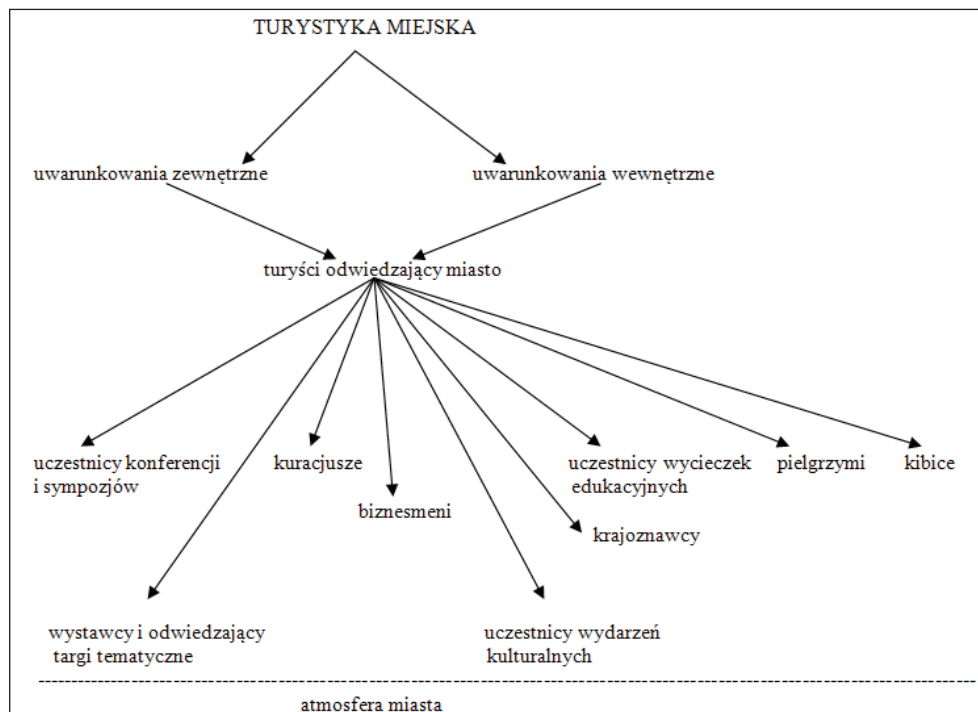 TURYSTYKA MIEJSKA
uwarunkowania zewnętrzne
uwarunkowania wewnętrzne
turyści odwiedzający miasto
uczestnicy konferencji
i sympozjów
kuracjusze
biznesmeni
uczestnicy wycieczek
edukacyjnych
krajoznawcy
pielgrzymi
kibice
wystawcy i odwiedzający
targi tematyczne
uczestnicy wydarzeń
kulturalnych
atmosfera miasta